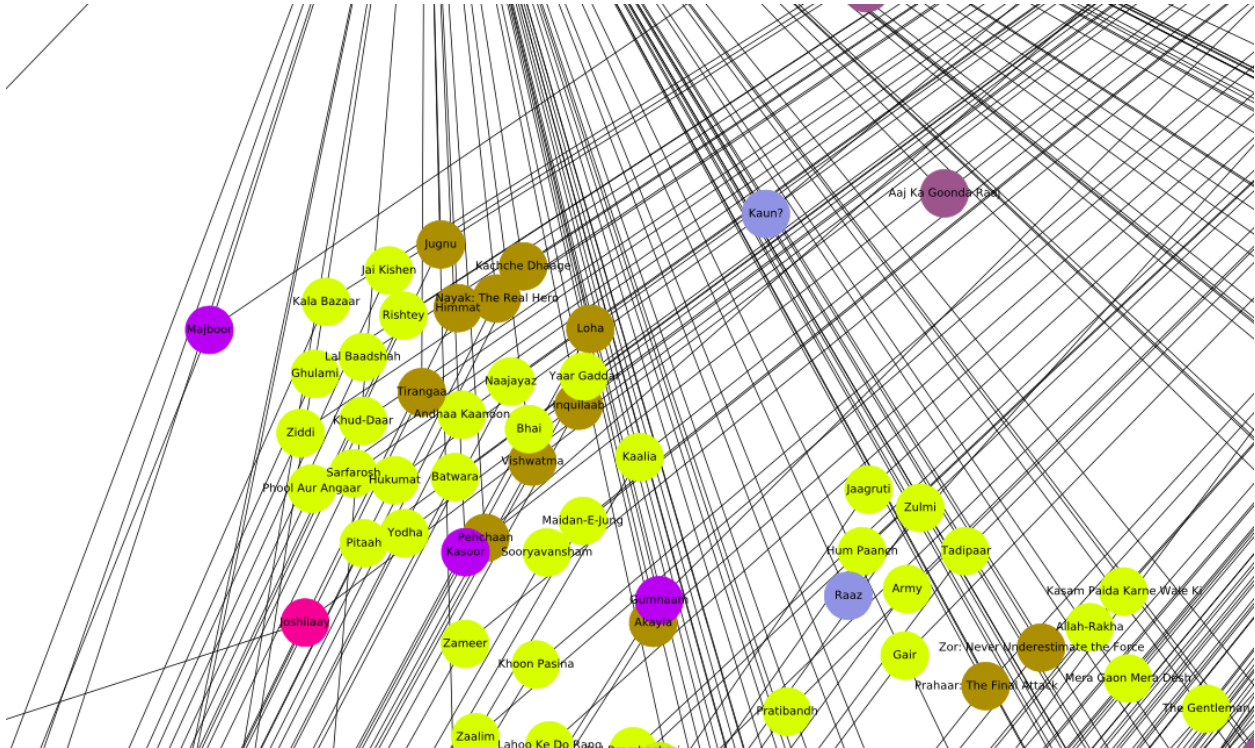 Aaj Ka Goonda Raaj
Kaun?
Jugnu
Kachche Dhaage
Jai Kishen
Nayak: The Real Hero
Kala Bazaar
Himmat
Rishtey
Majboor
Loha
Lal Baadshah
Ghulami
Yaar Gaddar
Naajayaz
Tirangaa
Inquilaab
Andhaa Kaanoon
Khud-Daar
Bhai
Ziddi
Kaalia
Vishwatma
Sarfarosh
Batwara
Hukumat
Phool Aur Angaar
Jaagruti
Zulmi
Maidan-E-Jung
Yodha
Pehchaan
Pitaah
Kasoor
Sooryavansham
Hum Paanch
Tadipaar
Army
Kasam Paida Karne Wale Ki
Raaz
Gumnaam
Joshilaay
Akayla
Allah-Rakha
Zameer
Zor: Never Underestimate the Force
Gair
Khoon Pasina
Mera Gaon Mera Desh
Prahaar: The Final Attack
The Gentleman
Pratibandh
Zaalim
Lahoo Ke Do Rang